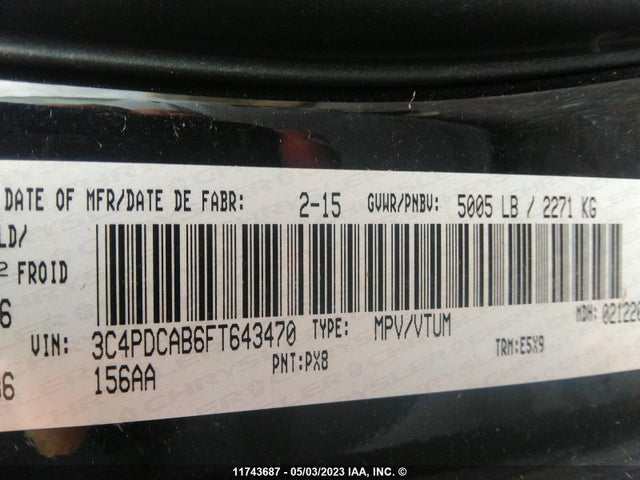 DATE OF MFR/DATE DE FABR: 2-15 GVWR/PNBV: 5005 LB / 2271 KG
LD/
FROID
6
MDH: 021220
VIN: 3C4PDCAB6FT643470 TYPE: MPV/VTUM
PNT:PX8 TRM:E5X9
156AA
11743687 - 05/03/2023 IAA, INC. ©